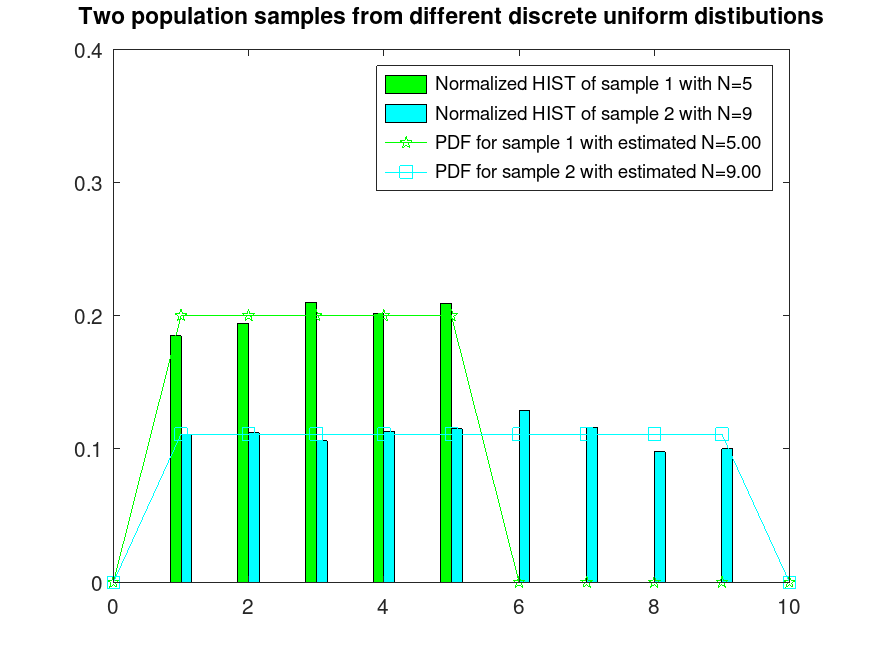 Two population samples from different discrete uniform distibutions
0.4
Normalized HIST of sample 1 with N=5
Normalized HIST of sample 2 with N=9
PDF for sample 1 with estimated N=5.00
PDF for sample 2 with estimated N=9.00
0.3
0.2
0.1
0
0 2 4 6 8 10